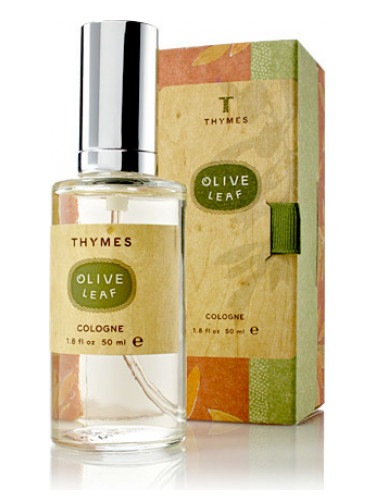 THYMES
OLIVE
LEAF
COLOGNE
1.8 fl oz 50 ml ℮
T
THYMES
OLIVE
LEAF
COLOGNE
1.8 fl oz 50 ml ℮